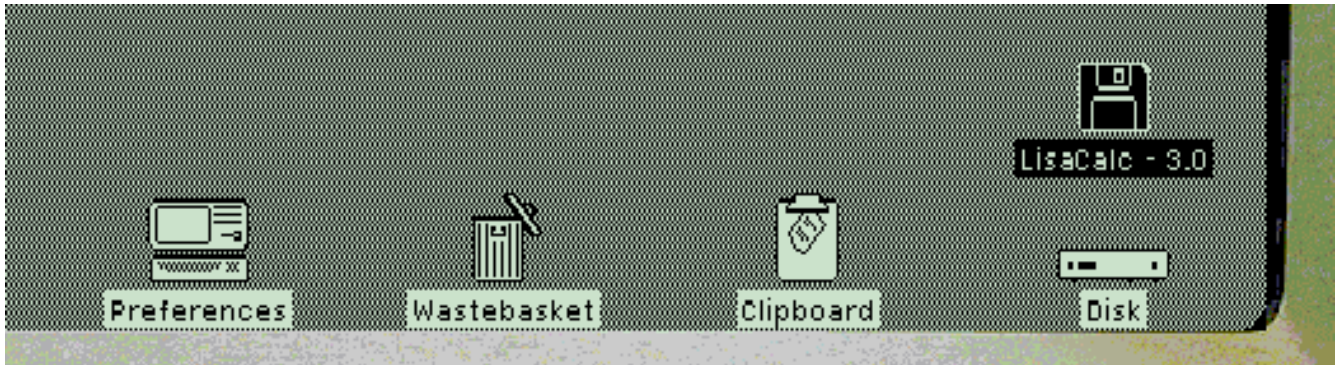 LisaCalc - 3.0
Preferences
Wastebasket
Clipboard
Disk